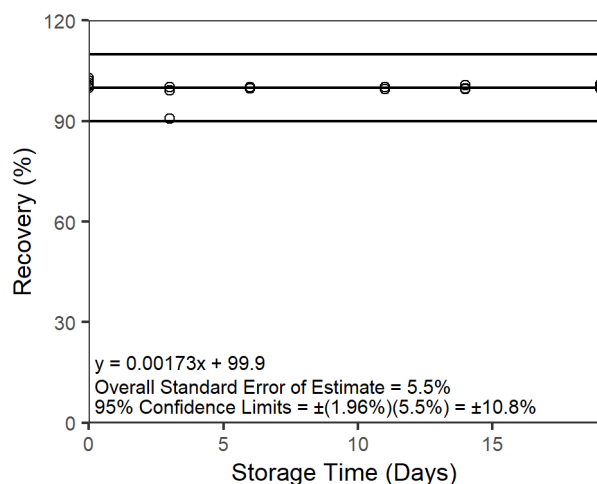 120
90
60
30
0
Recovery (%)
y = 0.00173x + 99.9
Overall Standard Error of Estimate = 5.5%
95% Confidence Limits = ±(1.96%)(5.5%) = ±10.8%
0 5 10 15
Storage Time (Days)